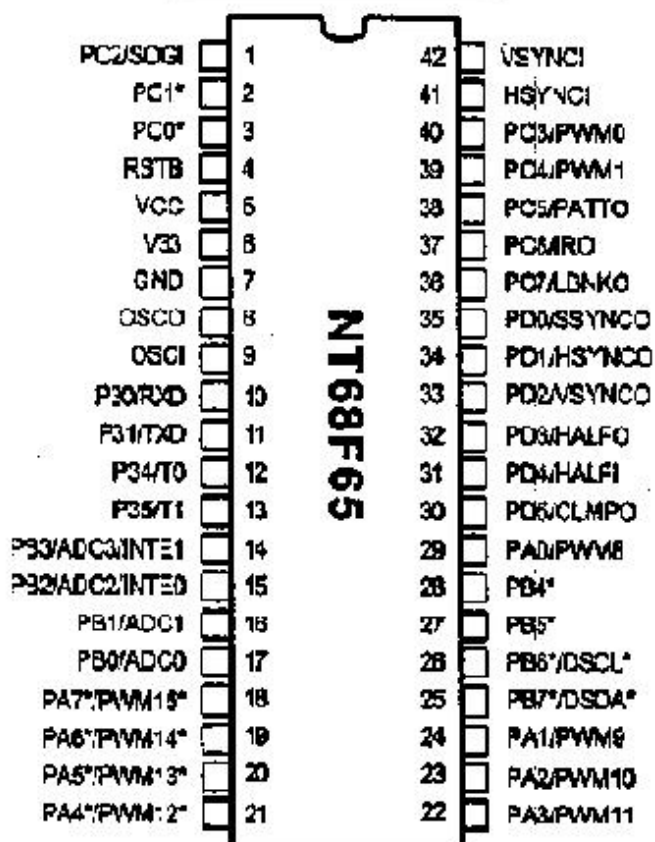 PC2/SOGI 1 42 VSYNCI
PC1* 2 41 HSYNCI
PC0* 3 40 PC3/PWM0
RSTB 4 39 PC4/PWM1
VCC 5 38 PC5/PATTO
V33 6 37 PC6/IRQ
GND 7 36 PC7/LBNKO
OSCO 8 35 PD0/SSYNCO
OSCI 9 34 PD1/HSYNCO
P30/RXD 10 33 PD2/VSYNCO
P31/TXD 11 32 PD3/HALFO
P34/T0 12 31 PD4/HALFI
P35/T1 13 30 PD6/CLMPO
PB3/ADC3/INTE1 14 29 PA0/PWM8
PB2/ADC2/INTE0 15 28 PB4*
PB1/ADC1 16 27 PB5*
PB0/ADC0 17 26 PB6*/DSCL*
PA7*/PWM15* 18 25 PB7*/DSDA*
PA6*/PWM14* 19 24 PA1/PWM9
PA5*/PWM13* 20 23 PA2/PWM10
PA4*/PWM12* 21 22 PA3/PWM11
NT68F65